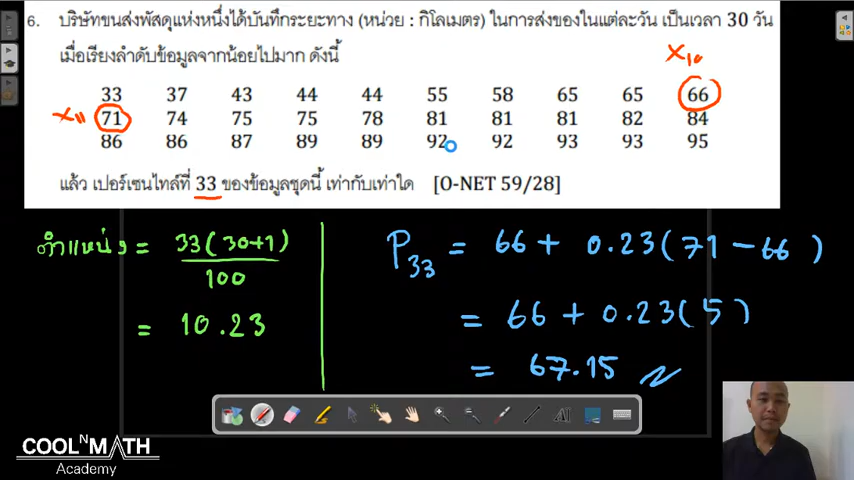 6. บริษัทขนส่งพัสดุแห่งหนึ่งได้บันทึกระยะทาง (หน่วย : กิโลเมตร) ในการส่งของในแต่ละวัน เป็นเวลา 30 วัน
เมื่อเรียงลำดับข้อมูลจากน้อยไปมาก ดังนี้
x₁₀
33 37 43 44 44 55 58 65 65 66
x₁₁ 71 74 75 75 78 81 81 81 82 84
86 86 87 89 89 92 92 93 93 95
แล้ว เปอร์เซนไทล์ที่ 33 ของข้อมูลชุดนี้ เท่ากับเท่าใด [O-NET 59/28]
ตำแหน่ง = 33(30+1)
100
= 10.23
P₃₃ = 66 + 0.23(71 − 66)
= 66 + 0.23(5)
= 67.15
COOL N MATH
Academy